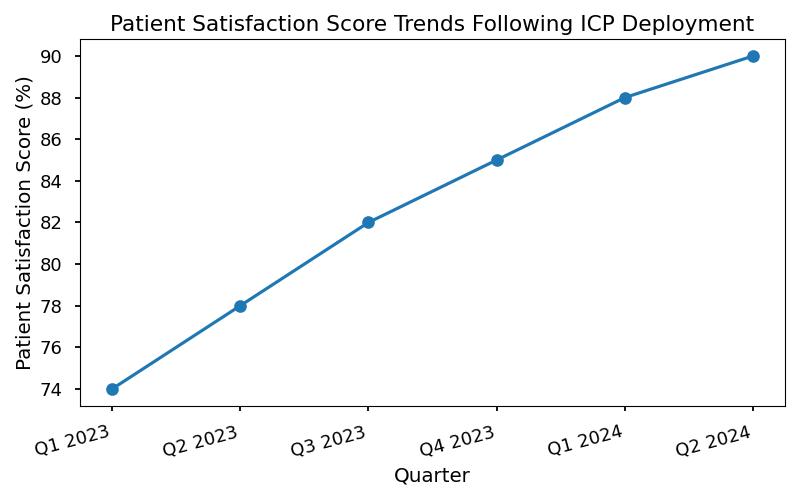 Patient Satisfaction Score Trends Following ICP Deployment
Patient Satisfaction Score (%)
90
88
86
84
82
80
78
76
74
Q1 2023
Q2 2023
Q3 2023
Q4 2023
Q1 2024
Q2 2024
Quarter